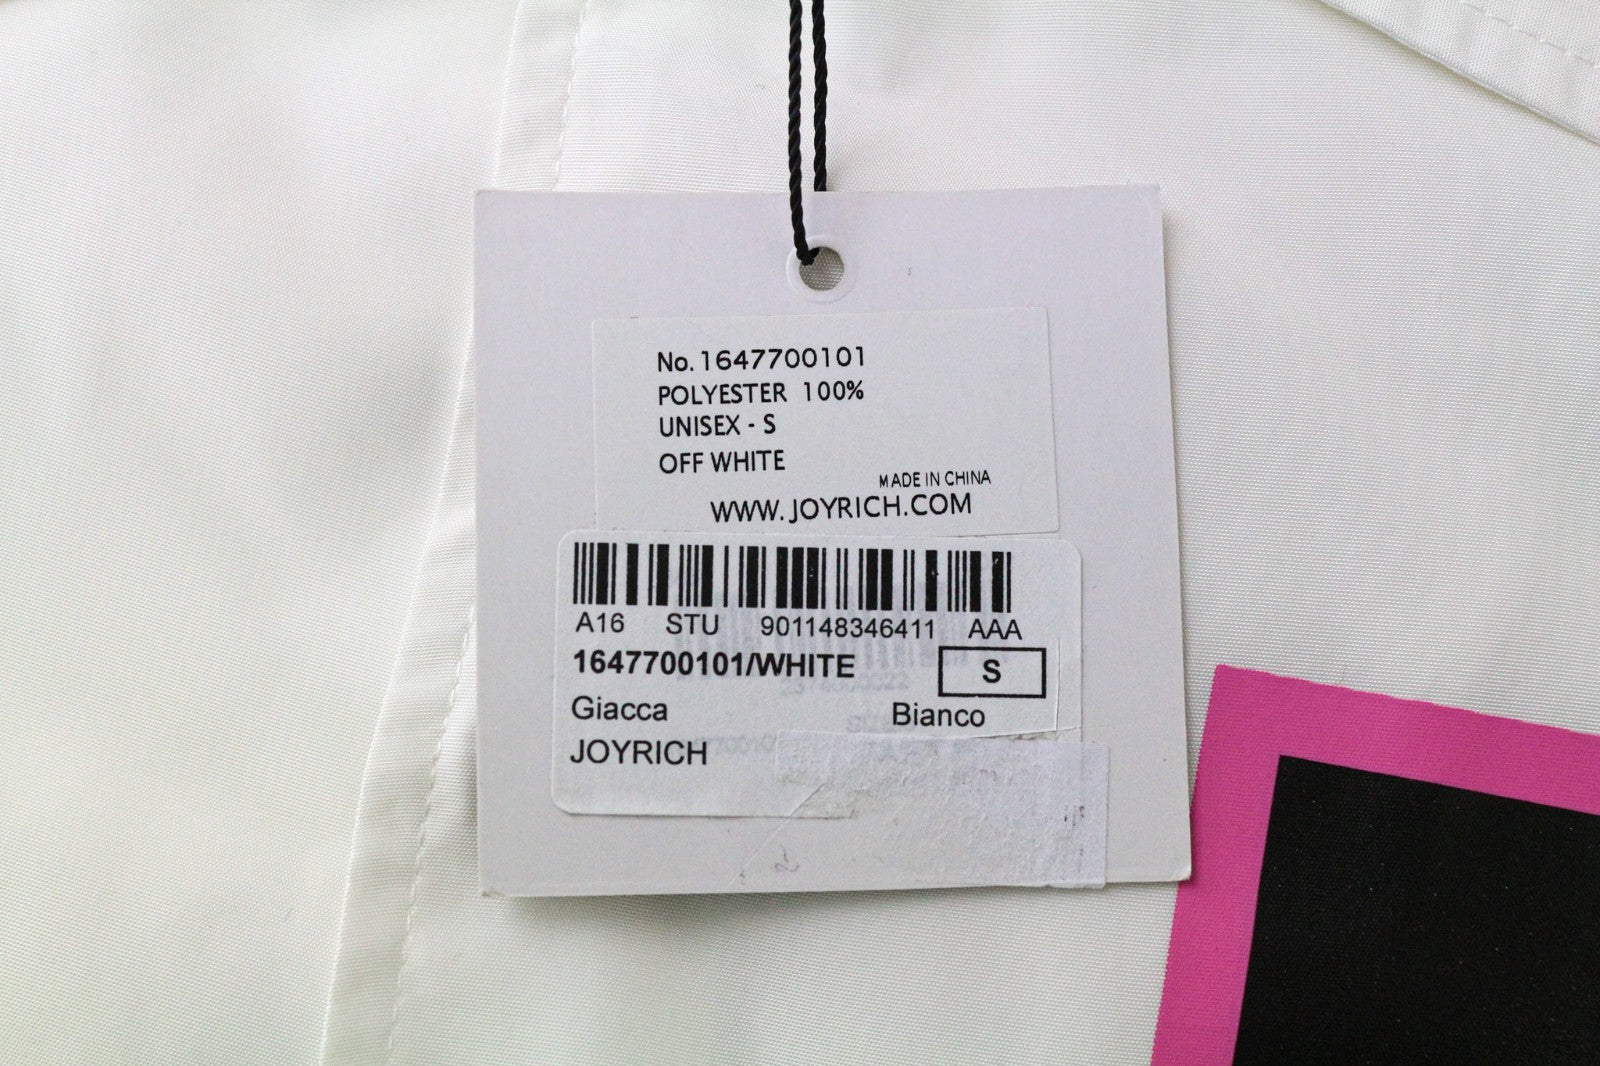 No. 1647700101
POLYESTER 100%
UNISEX - S
OFF WHITE
MADE IN CHINA
WWW.JOYRICH.COM
A16 STU 901148346411 AAA
1647700101/WHITE S
Giacca Bianco
JOYRICH